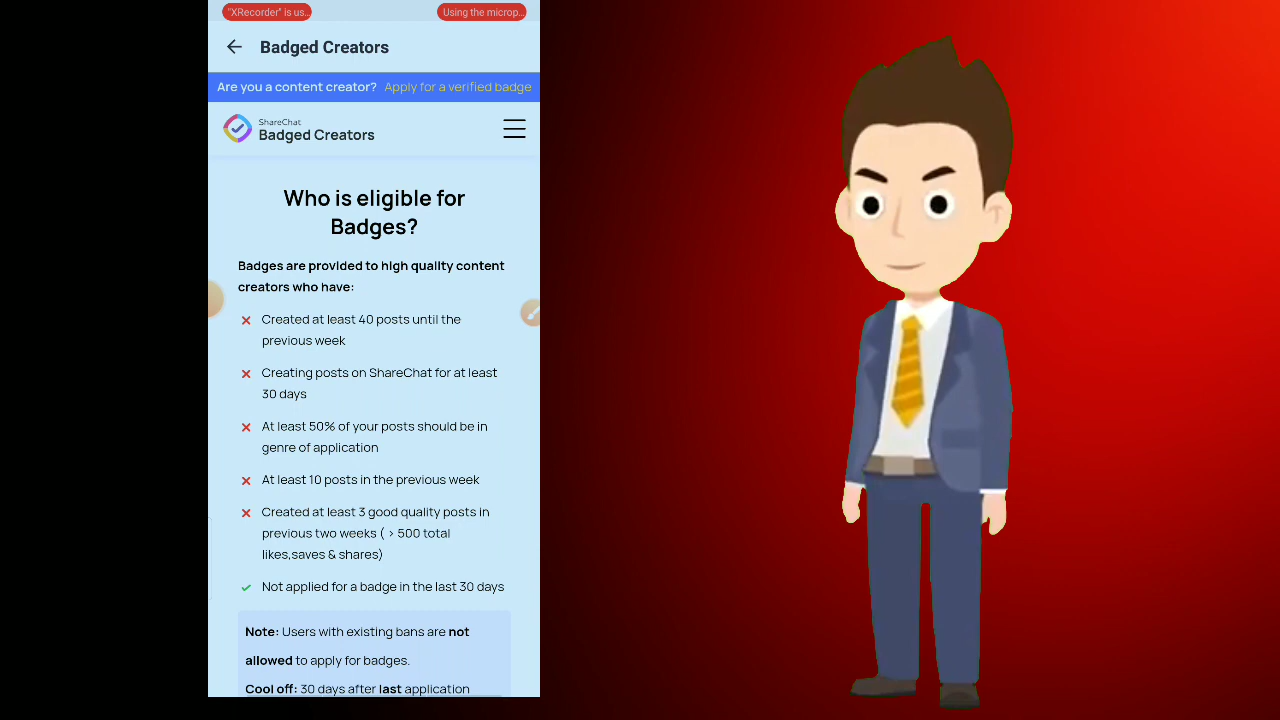 "XRecorder" is us... Using the microp...
Badged Creators
Are you a content creator? Apply for a verified badge
ShareChat
Badged Creators
Who is eligible for
Badges?
Badges are provided to high quality content
creators who have:
Created at least 40 posts until the
previous week
Creating posts on ShareChat for at least
30 days
At least 50% of your posts should be in
genre of application
At least 10 posts in the previous week
Created at least 3 good quality posts in
previous two weeks ( > 500 total
likes,saves & shares)
Not applied for a badge in the last 30 days
Note: Users with existing bans are not
allowed to apply for badges.
Cool off: 30 days after last application